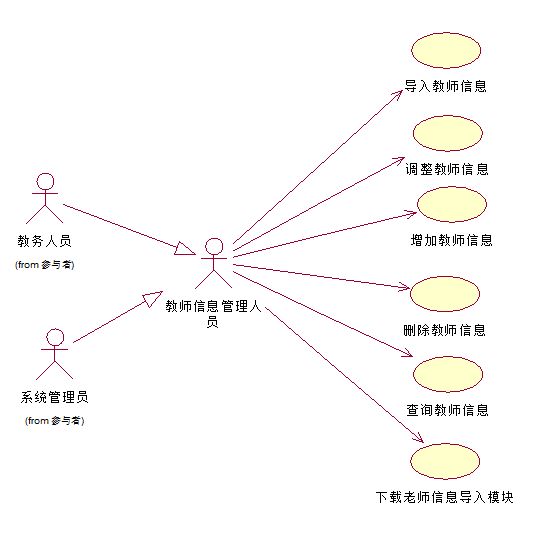 导入教师信息
调整教师信息
增加教师信息
教务人员
(from 参与者)
教师信息管理人
员
删除教师信息
系统管理员
(from 参与者)
查询教师信息
下载老师信息导入模块